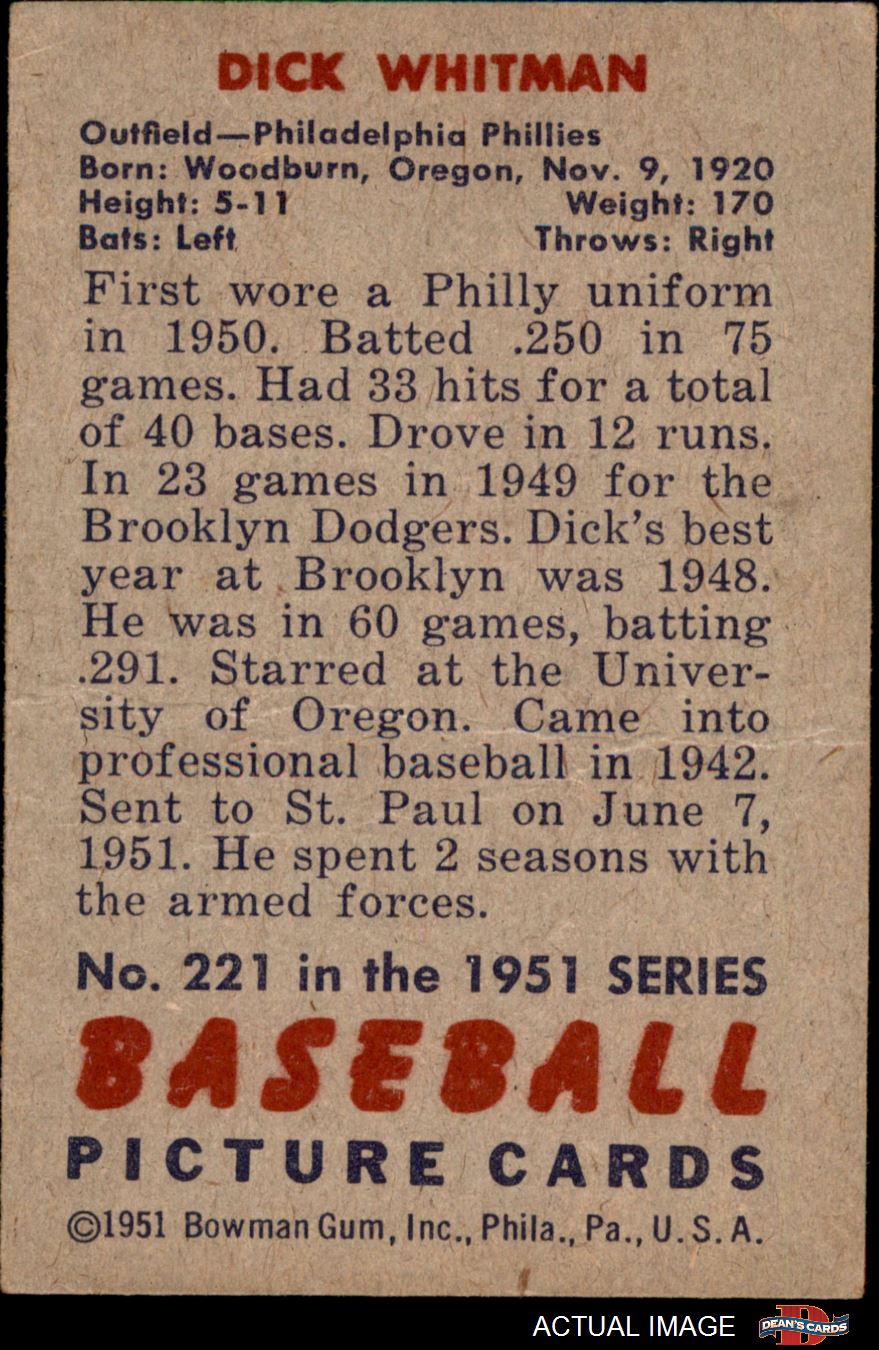 DICK WHITMAN
Outfield—Philadelphia Phillies
Born: Woodburn, Oregon, Nov. 9, 1920
Height: 5-11 Weight: 170
Bats: Left Throws: Right
First wore a Philly uniform
in 1950. Batted .250 in 75
games. Had 33 hits for a total
of 40 bases. Drove in 12 runs.
In 23 games in 1949 for the
Brooklyn Dodgers. Dick's best
year at Brooklyn was 1948.
He was in 60 games, batting
.291. Starred at the Univer-
sity of Oregon. Came into
professional baseball in 1942.
Sent to St. Paul on June 7,
1951. He spent 2 seasons with
the armed forces.
No. 221 in the 1951 SERIES
BASEBALL
PICTURE CARDS
©1951 Bowman Gum, Inc., Phila., Pa., U.S.A.
ACTUAL IMAGE
D
DEAN'S CARDS